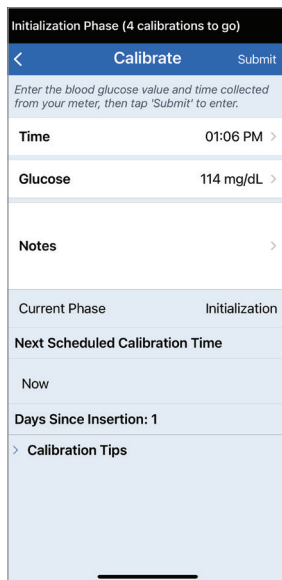 Initialization Phase (4 calibrations to go)
Calibrate Submit
Enter the blood glucose value and time collected
from your meter, then tap 'Submit' to enter.
Time 01:06 PM
Glucose 114 mg/dL
Notes
Current Phase Initialization
Next Scheduled Calibration Time
Now
Days Since Insertion: 1
Calibration Tips